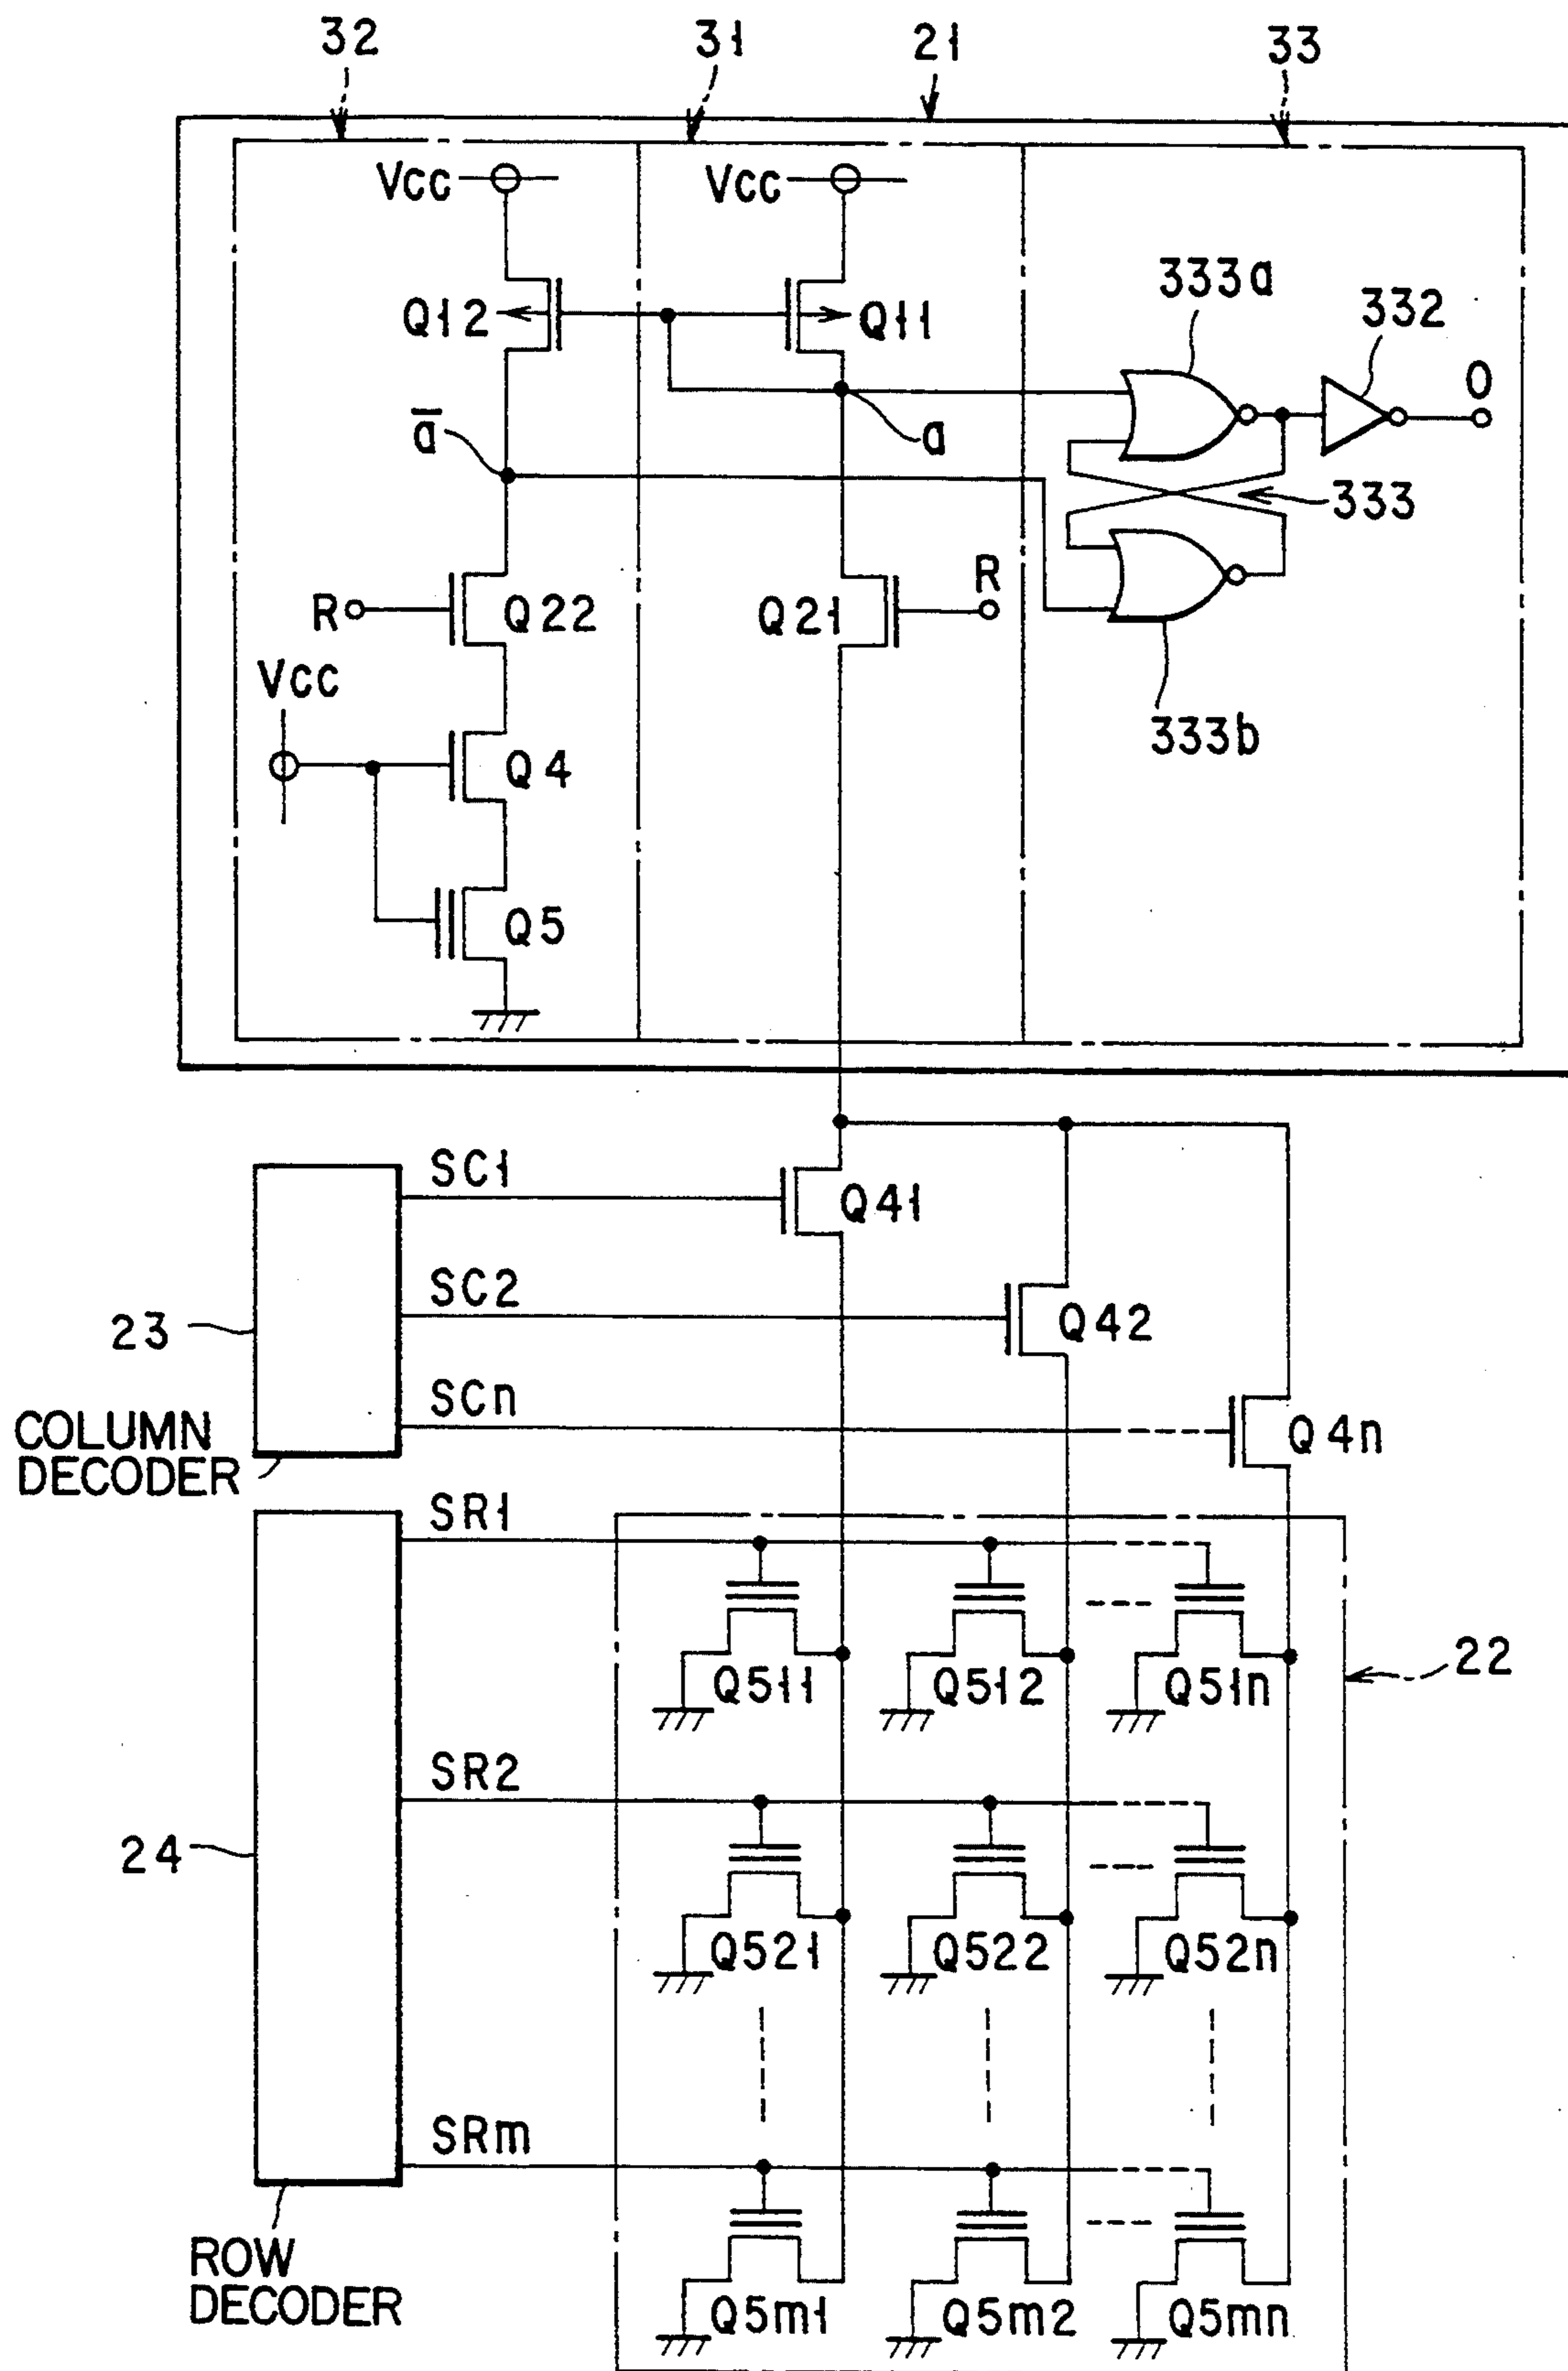 32 31 21 33
Vcc Vcc
Q12 Q11 333a 332 O
a a
333
R Q22 Q21 R
Vcc
333b
Q4
Q5
SC1 Q41
SC2 Q42
23
SCn Q4n
COLUMN
DECODER
SR1
Q511 Q512 Q51n 22
SR2
24
Q521 Q522 Q52n
SRm
ROW
DECODER
Q5m1 Q5m2 Q5mn